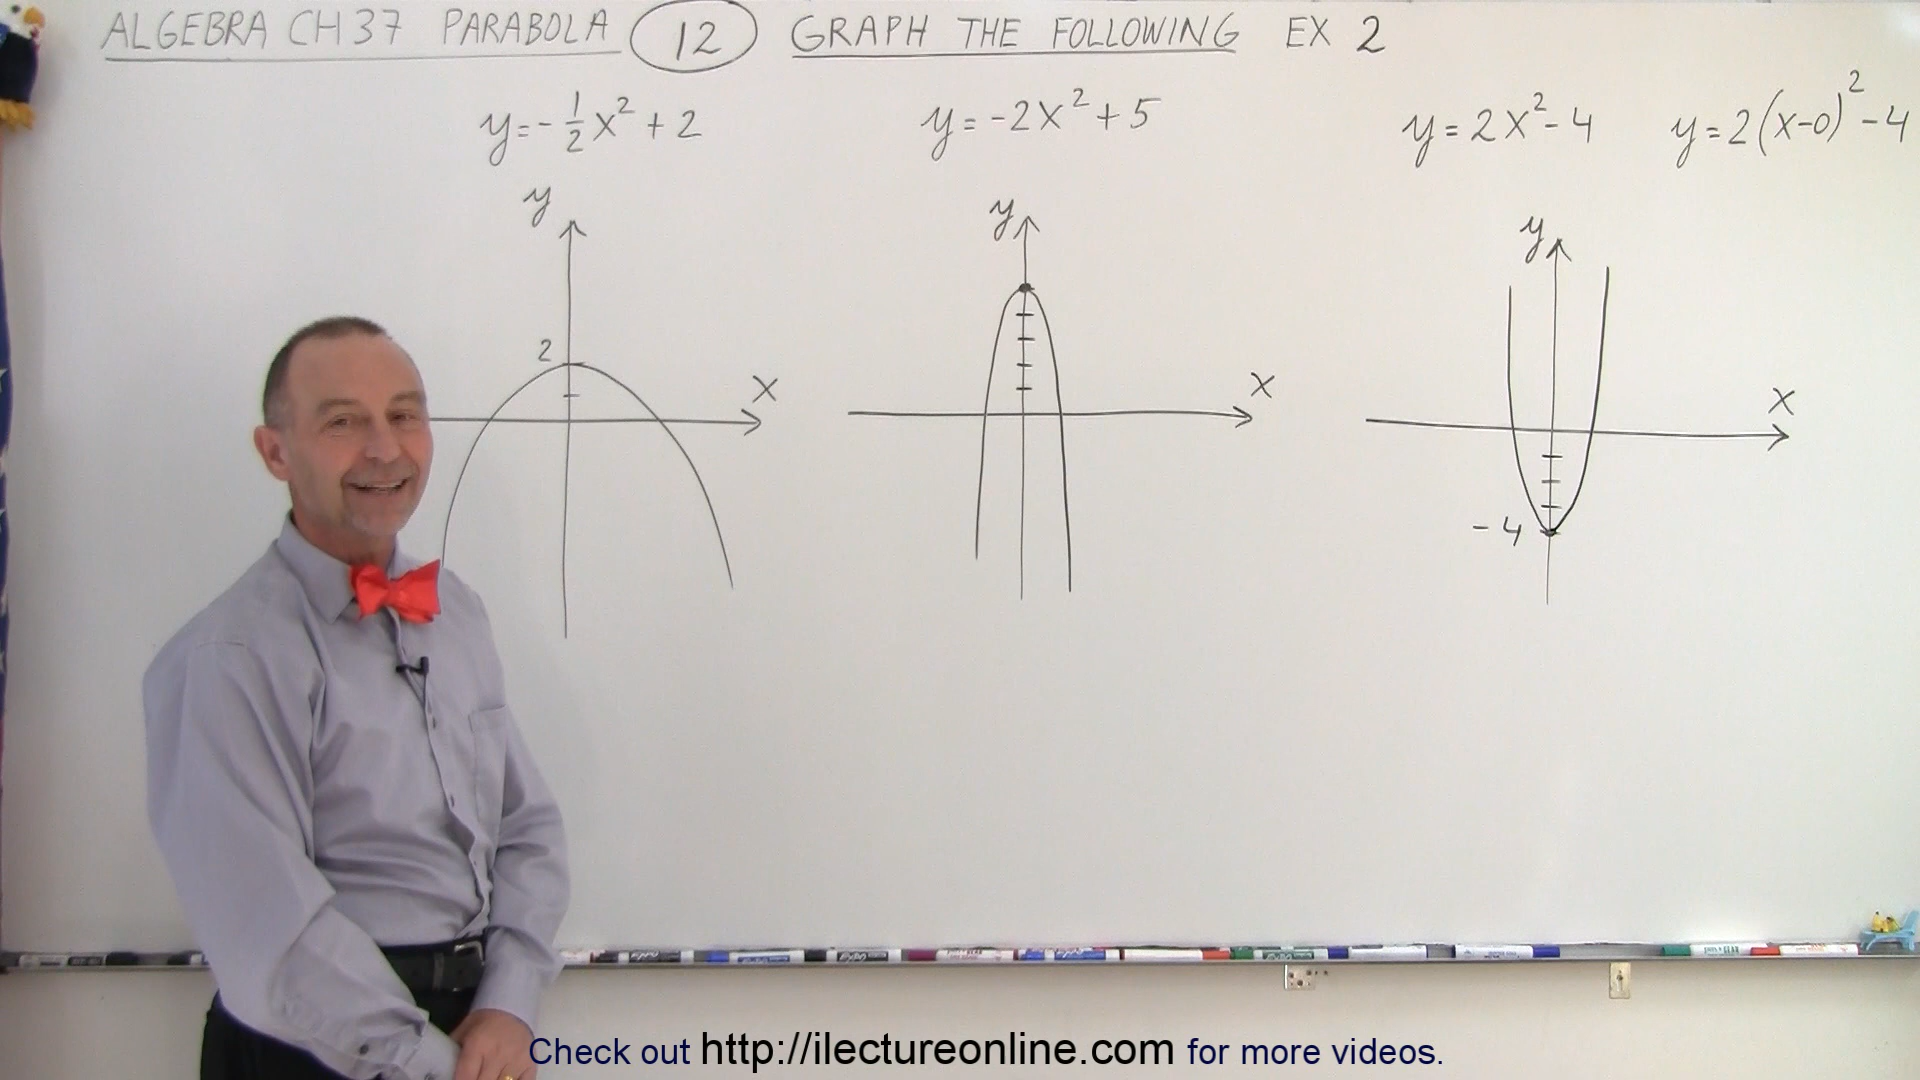 ALGEBRA CH 37 PARABOLA 12 GRAPH THE FOLLOWING EX 2
y = -1/2 x² + 2
y = -2x² + 5
y = 2x² - 4
y = 2(x-0)² - 4
y
2
x
y
x
y
x
-4
Check out http://ilectureonline.com for more videos.